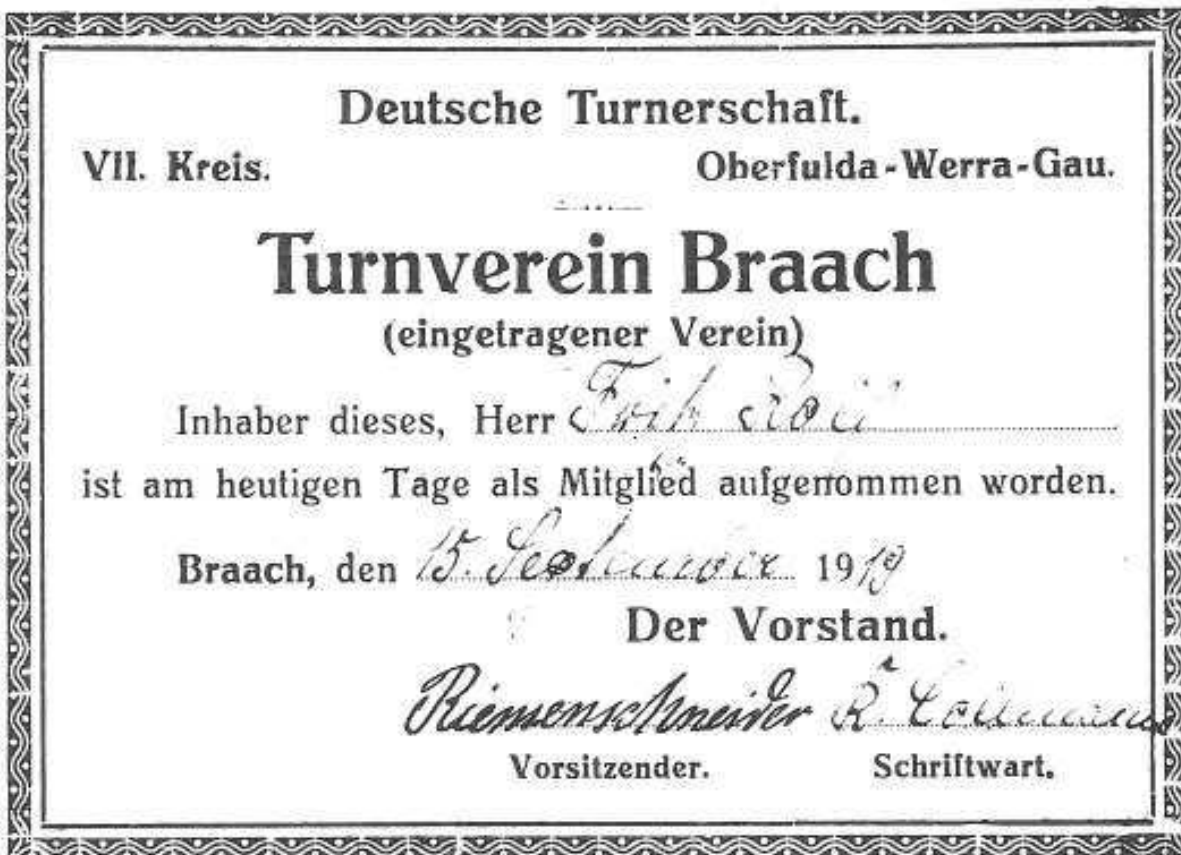 Deutsche Turnerschaft.
VII. Kreis. Oberfulda-Werra-Gau.
Turnverein Braach
(eingetragener Verein)
Inhaber dieses, Herr
ist am heutigen Tage als Mitglied aufgenommen worden.
Braach, den 15. September 1919
Der Vorstand.
Riemenschneider K.
Vorsitzender. Schriftwart.